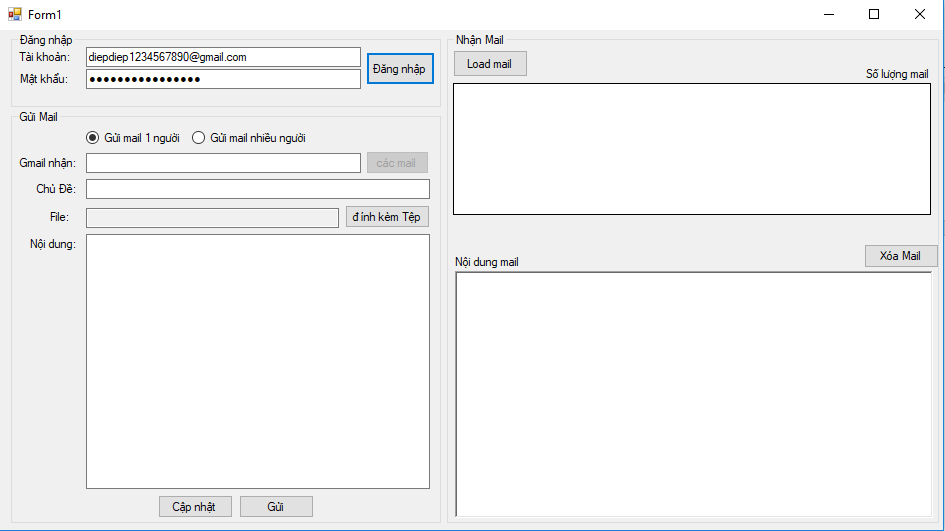 Form1
Đăng nhập
Tài khoản: diepdiep1234567890@gmail.com
Mật khẩu: ●●●●●●●●●●●●●●●●
Đăng nhập
Gửi Mail
Gửi mail 1 người Gửi mail nhiều người
Gmail nhận: các mail
Chủ Đề:
File: đính kèm Tệp
Nội dung:
Cập nhật Gửi
Nhận Mail
Load mail
Số lượng mail
Xóa Mail
Nội dung mail